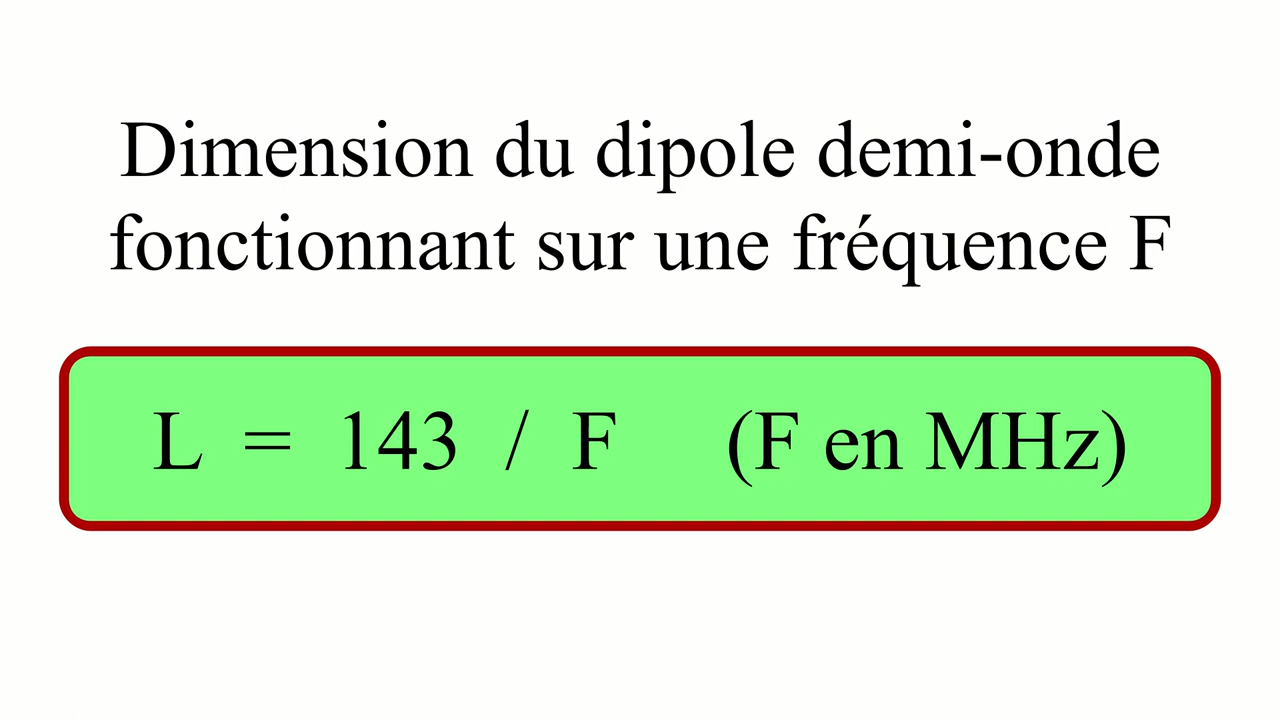 Dimension du dipole demi-onde
fonctionnant sur une fréquence F
L = 143 / F (F en MHz)